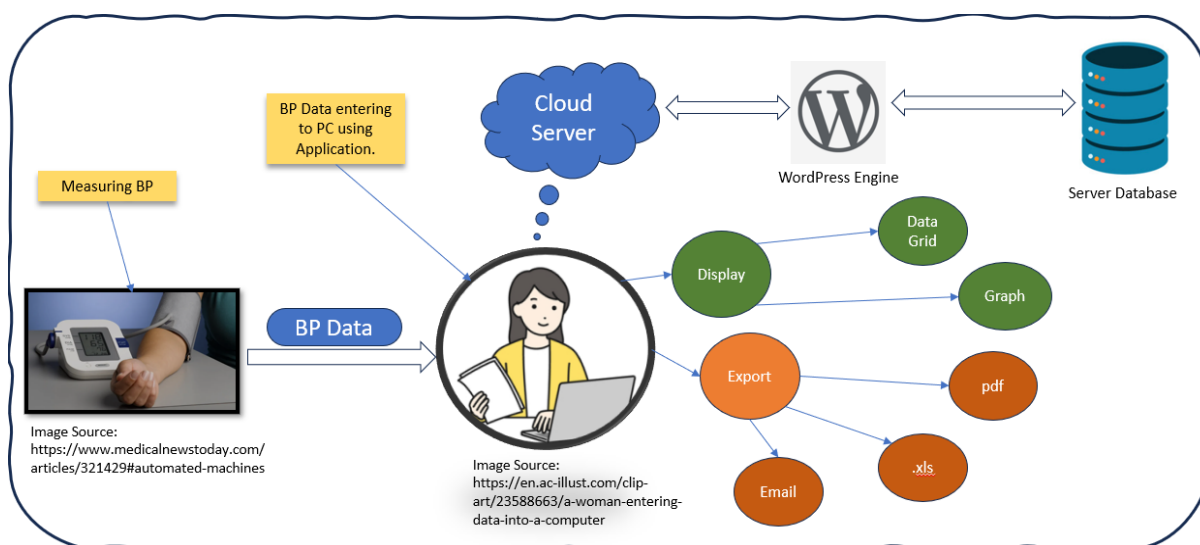 BP Data entering
to PC using
Application.
Cloud
Server
WordPress Engine
Server Database
Measuring BP
Data
Grid
Display
Graph
BP Data
Export
pdf
.xls
Email
Image Source:
https://www.medicalnewstoday.com/
articles/321429#automated-machines
Image Source:
https://en.ac-illust.com/clip-
art/23588663/a-woman-entering-
data-into-a-computer